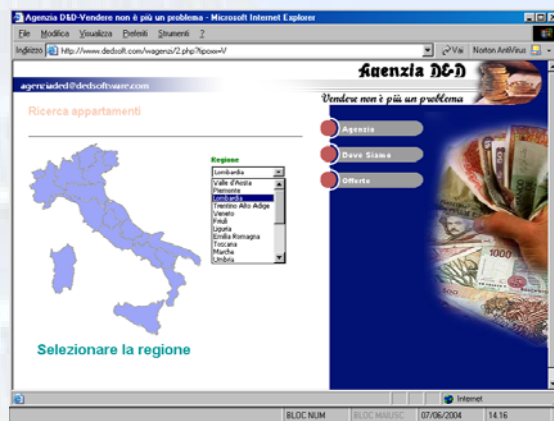 Agenzia D&D-Vendere non è più un problema - Microsoft Internet Explorer
File Modifica Visualizza Preferiti Strumenti ?
Indirizzo http://www.dedsoft.com/wagenzi/2.php?tipoxx=V Vai Norton AntiVirus
Agenzia D&D
agenziaded@dedsoftware.com
Vendere non è più un problema
Ricerca appartamenti
Agenzia
Dove Siamo
Offerte
Regione
Lombardia
Valle d'Aosta
Piemonte
Lombardia
Trentino Alto Adige
Veneto
Friuli
Liguria
Emilia Romagna
Toscana
Marche
Umbria
1000
Selezionare la regione
Internet
BLOC NUM BLOC MAIUSC 07/06/2004 14.16